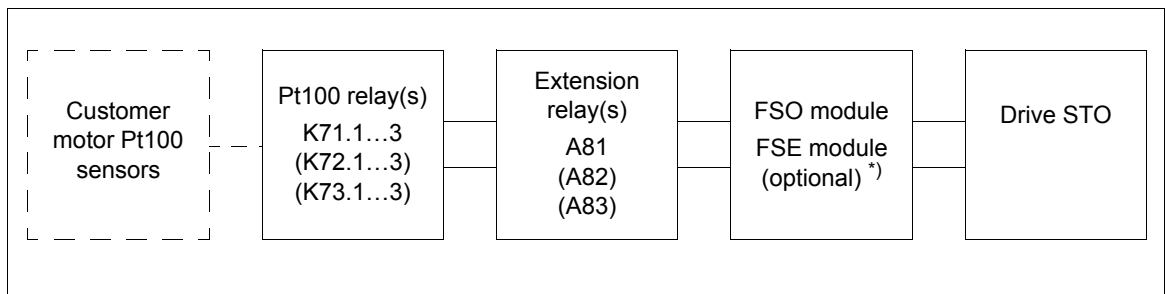 Customer
motor Pt100
sensors
Pt100 relay(s)
K71.1…3
(K72.1…3)
(K73.1…3)
Extension
relay(s)
A81
(A82)
(A83)
FSO module
FSE module
(optional) *)
Drive STO